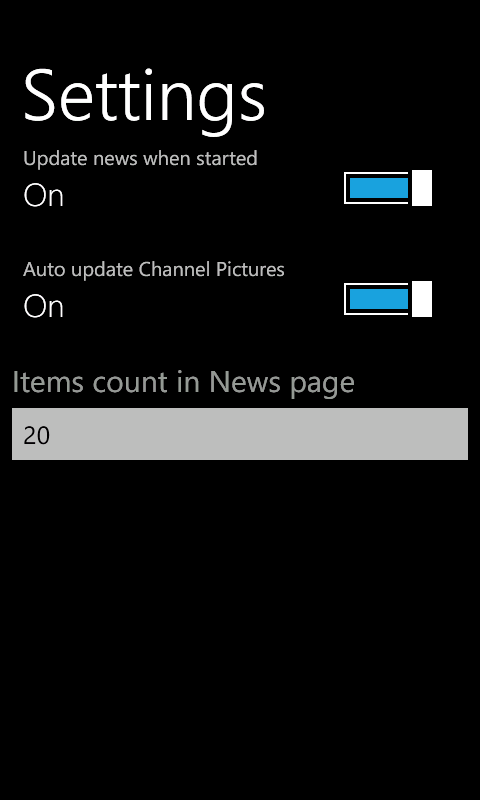 Settings
Update news when started
On
Auto update Channel Pictures
On
Items count in News page
20